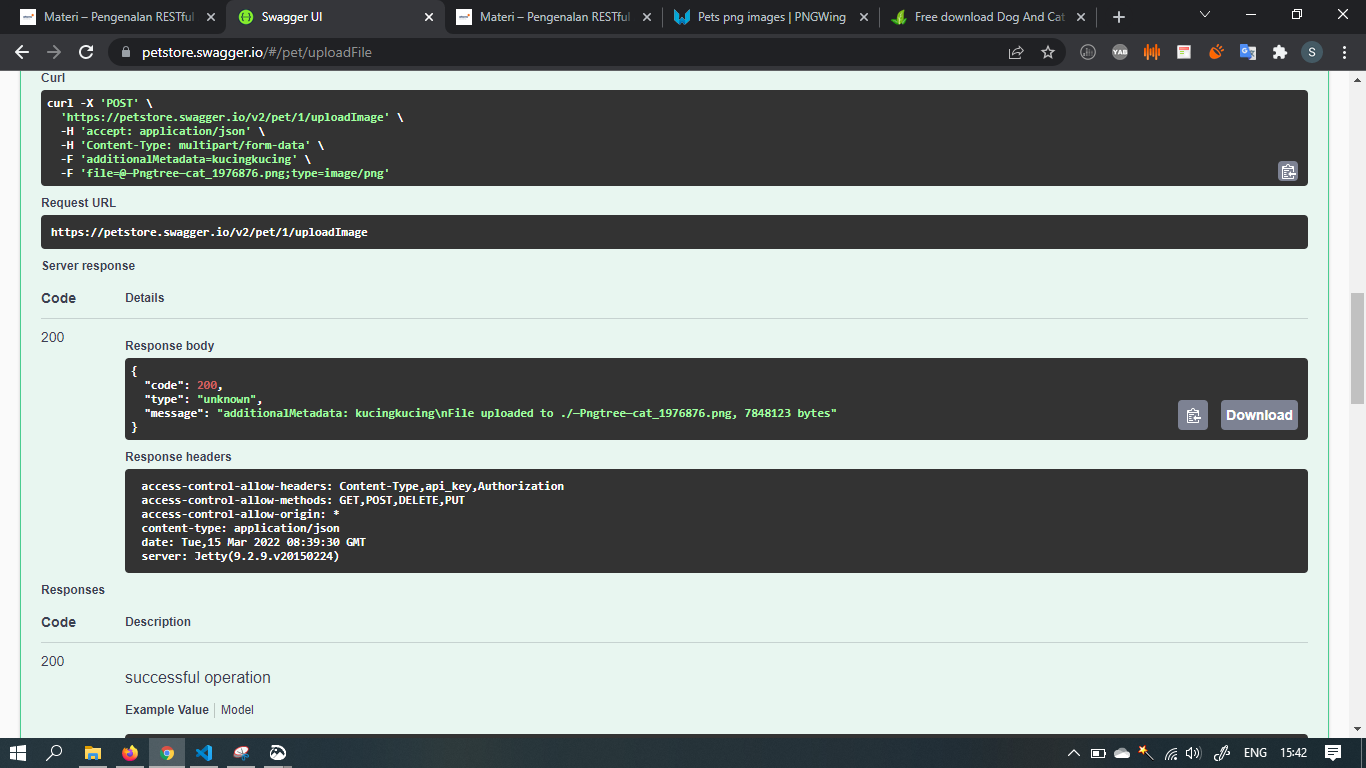 Materi – Pengenalan RESTful
Swagger UI
Materi – Pengenalan RESTful
Pets png images | PNGWing
Free download Dog And Cat
petstore.swagger.io/#/pet/uploadFile
YAB
S
Curl
curl -X 'POST' \
'https://petstore.swagger.io/v2/pet/1/uploadImage' \
-H 'accept: application/json' \
-H 'Content-Type: multipart/form-data' \
-F 'additionalMetadata=kucingkucing' \
-F 'file=@—Pngtree—cat_1976876.png;type=image/png'
Request URL
https://petstore.swagger.io/v2/pet/1/uploadImage
Server response
Code Details
200
Response body
{
"code": 200,
"type": "unknown",
"message": "additionalMetadata: kucingkucing\nFile uploaded to ./—Pngtree—cat_1976876.png, 7848123 bytes"
}
Download
Response headers
access-control-allow-headers: Content-Type,api_key,Authorization
access-control-allow-methods: GET,POST,DELETE,PUT
access-control-allow-origin: *
content-type: application/json
date: Tue,15 Mar 2022 08:39:30 GMT
server: Jetty(9.2.9.v20150224)
Responses
Code Description
200
successful operation
Example Value Model
ENG 15:42